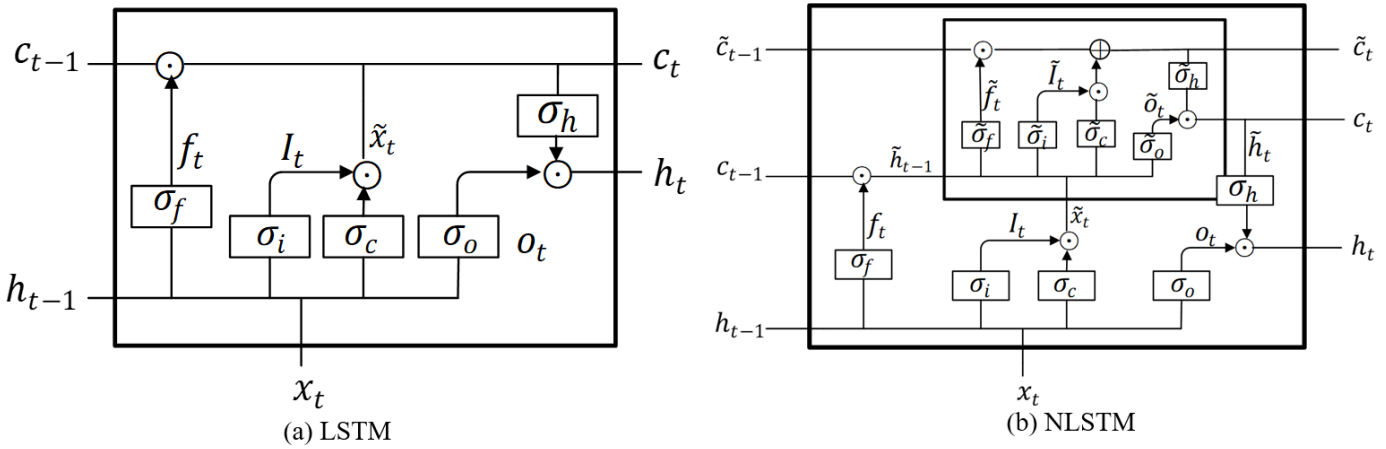 c_{t−1}
c_t
σ_h
f_t
I_t
x̃_t
h_t
σ_f
σ_i
σ_c
σ_o
o_t
h_{t−1}
x_t
(a) LSTM
c̃_{t−1}
c̃_t
Ĩ_t
σ̃_h
f̃_t
õ_t
c_t
σ̃_f
σ̃_i
σ̃_c
σ̃_o
h̃_t
c_{t−1}
h̃_{t−1}
σ_h
x̃_t
f_t
I_t
o_t
h_t
σ_f
σ_i
σ_c
σ_o
h_{t−1}
x_t
(b) NLSTM